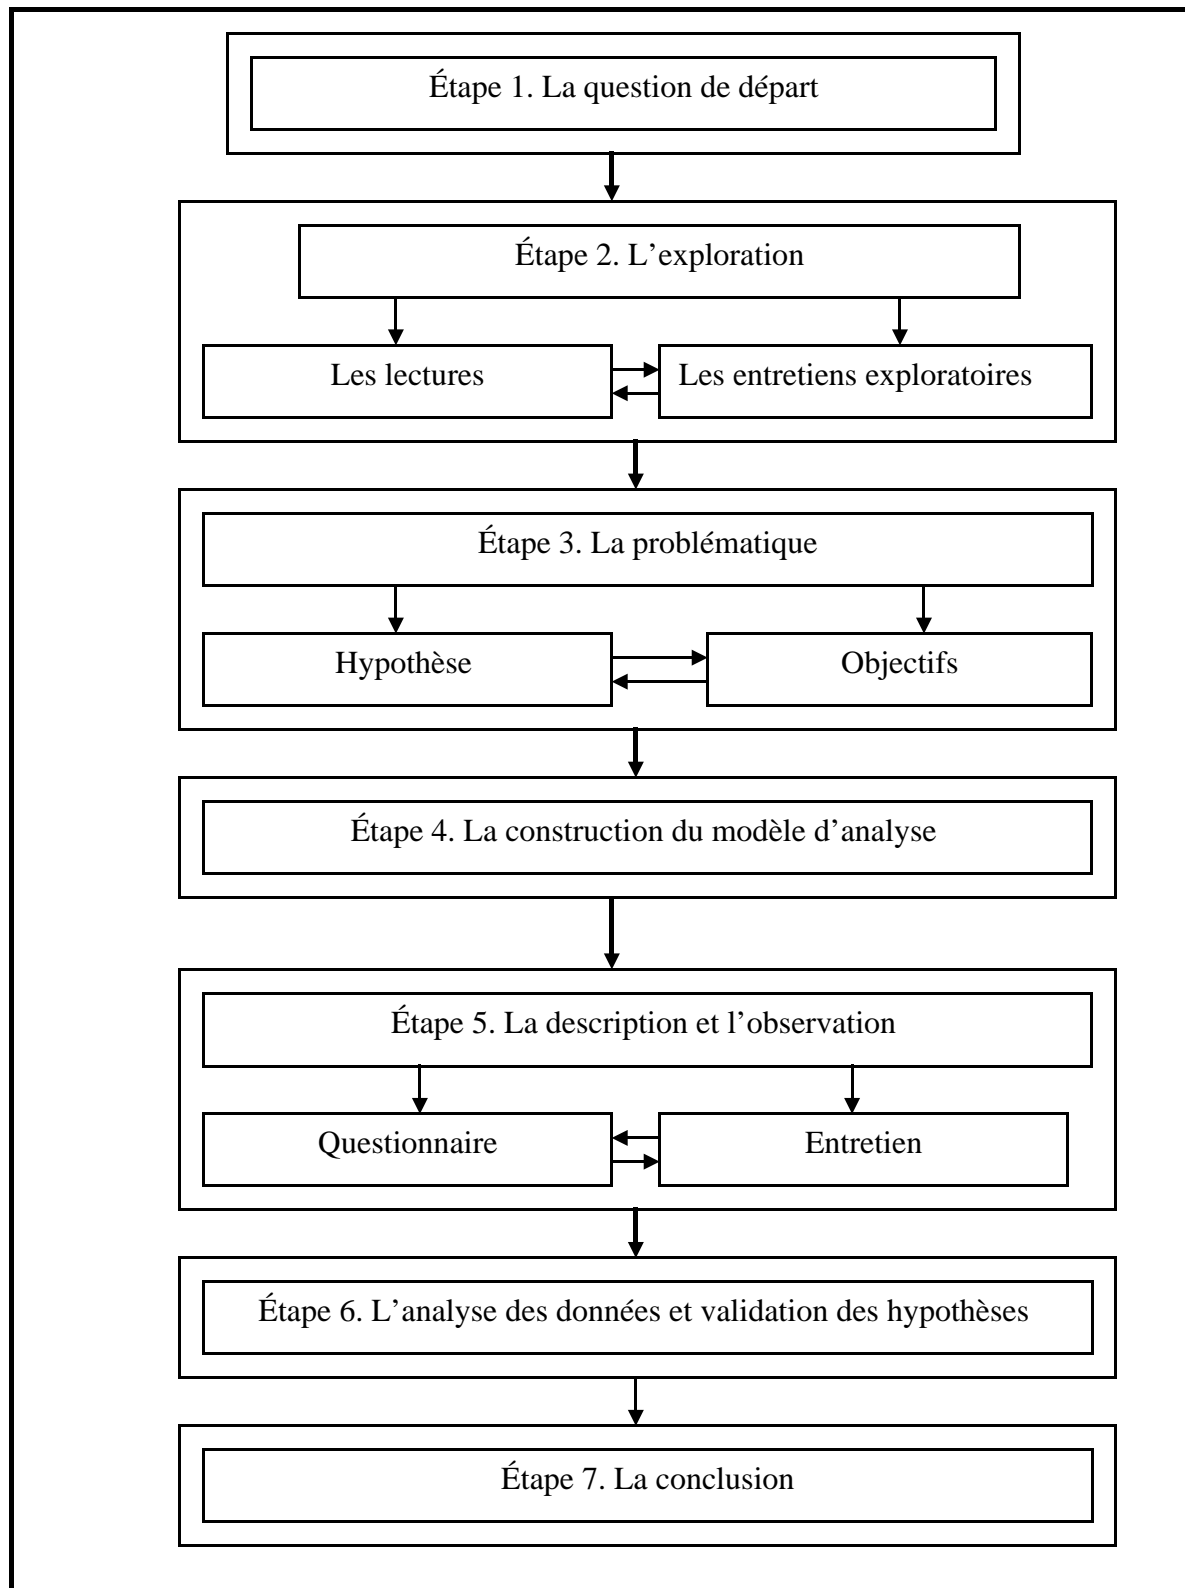 Étape 1. La question de départ
Étape 2. L’exploration
Les lectures
Les entretiens exploratoires
Étape 3. La problématique
Hypothèse
Objectifs
Étape 4. La construction du modèle d’analyse
Étape 5. La description et l’observation
Questionnaire
Entretien
Étape 6. L’analyse des données et validation des hypothèses
Étape 7. La conclusion